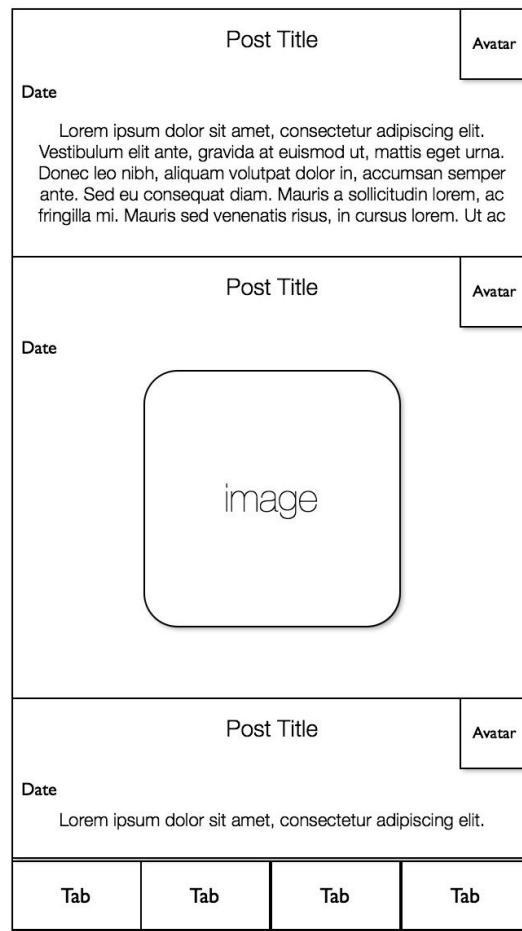 Post Title
Avatar
Date
Lorem ipsum dolor sit amet, consectetur adipiscing elit.
Vestibulum elit ante, gravida at euismod ut, mattis eget urna.
Donec leo nibh, aliquam volutpat dolor in, accumsan semper
ante. Sed eu consequat diam. Mauris a sollicitudin lorem, ac
fringilla mi. Mauris sed venenatis risus, in cursus lorem. Ut ac
Post Title
Avatar
Date
image
Post Title
Avatar
Date
Lorem ipsum dolor sit amet, consectetur adipiscing elit.
Tab Tab Tab Tab